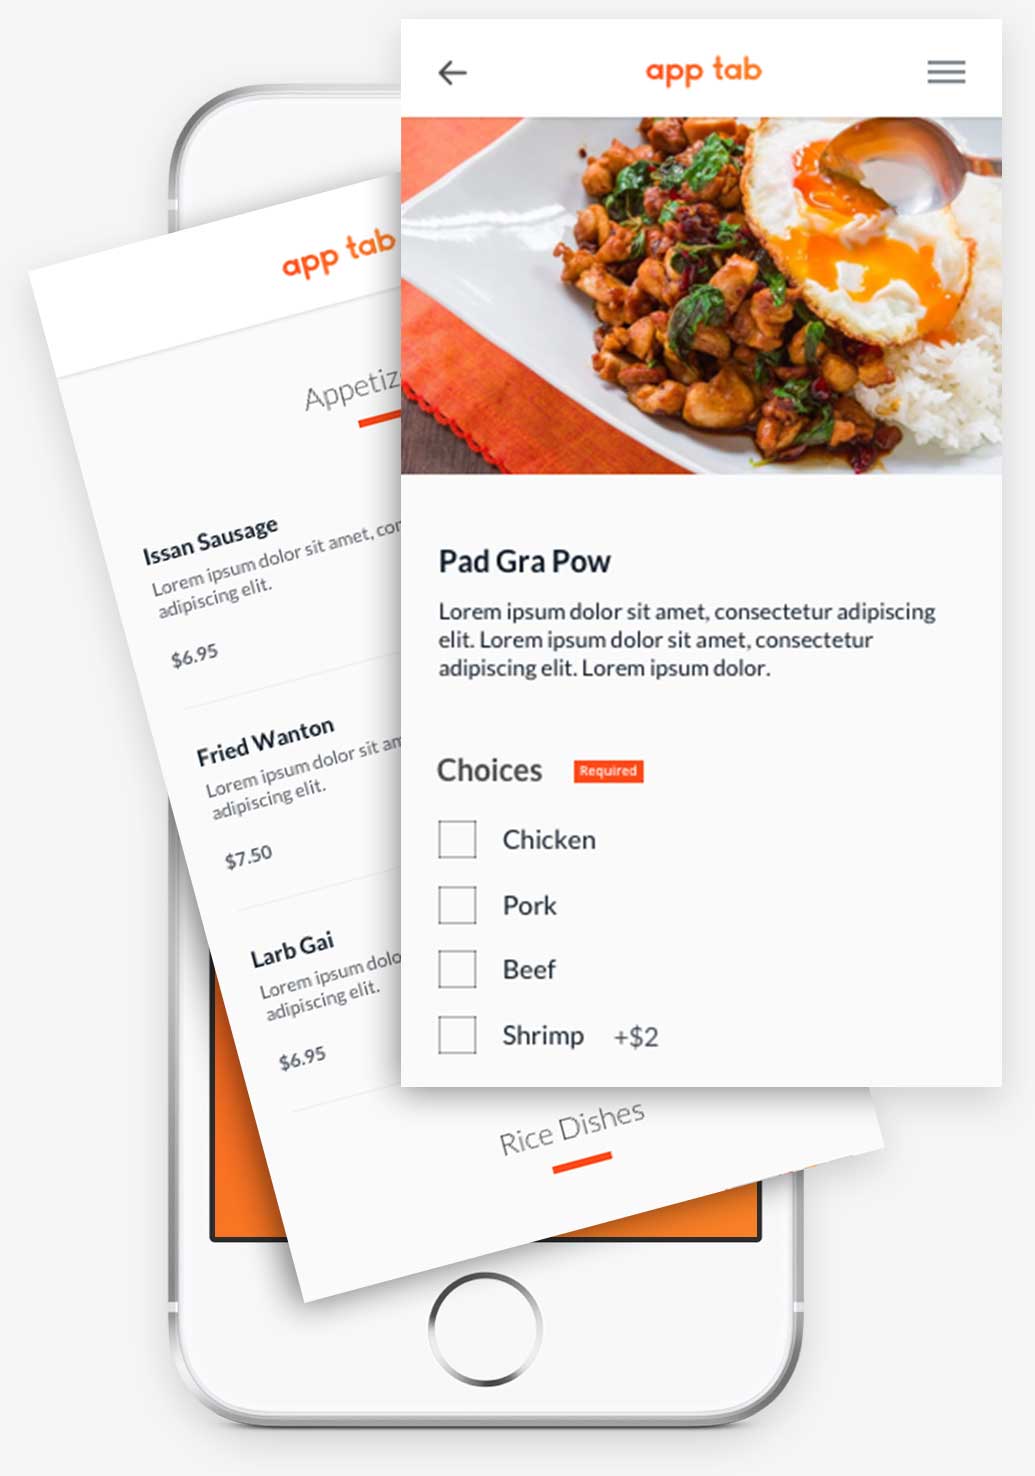 app tab
Appetiz
Issan Sausage
Lorem ipsum dolor sit amet, con
adipiscing elit.
$6.95
Fried Wanton
Lorem ipsum dolor sit am
adipiscing elit.
$7.50
Larb Gai
Lorem ipsum dolo
adipiscing elit.
$6.95
Rice Dishes
app tab
Pad Gra Pow
Lorem ipsum dolor sit amet, consectetur adipiscing
elit. Lorem ipsum dolor sit amet, consectetur
adipiscing elit. Lorem ipsum dolor.
Choices Required
Chicken
Pork
Beef
Shrimp +$2